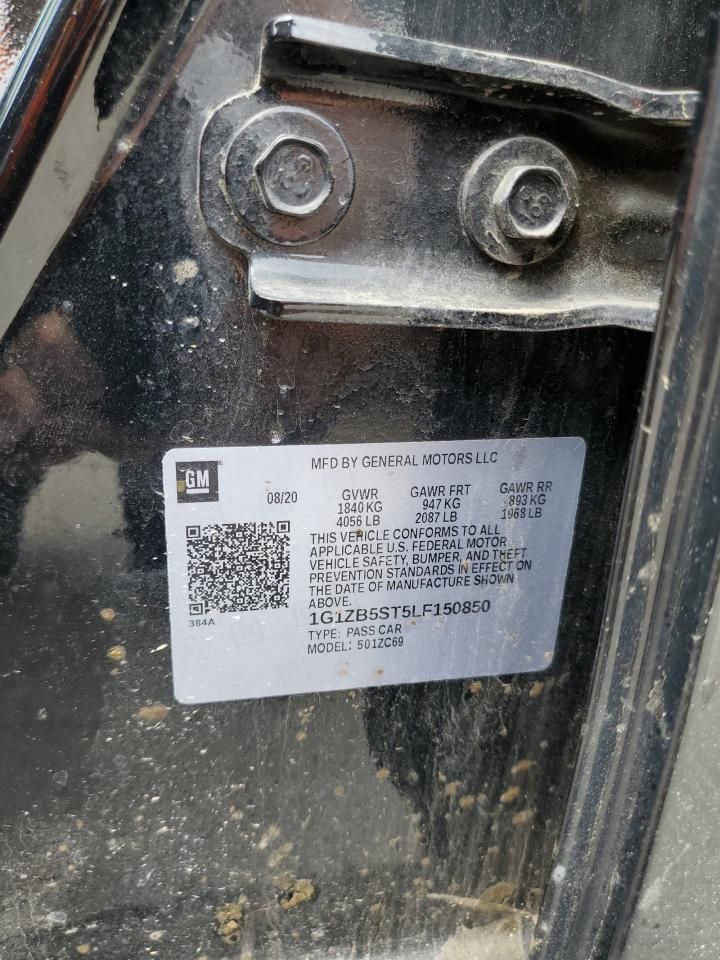 GM
MFD BY GENERAL MOTORS LLC
08/20
GVWR GAWR FRT GAWR RR
1840 KG 947 KG 893 KG
4056 LB 2087 LB 1968 LB
THIS VEHICLE CONFORMS TO ALL
APPLICABLE U.S. FEDERAL MOTOR
VEHICLE SAFETY, BUMPER, AND THEFT
PREVENTION STANDARDS IN EFFECT ON
THE DATE OF MANUFACTURE SHOWN
ABOVE.
384A
1G1ZB5ST5LF150850
TYPE: PASS CAR
MODEL: 501ZC69